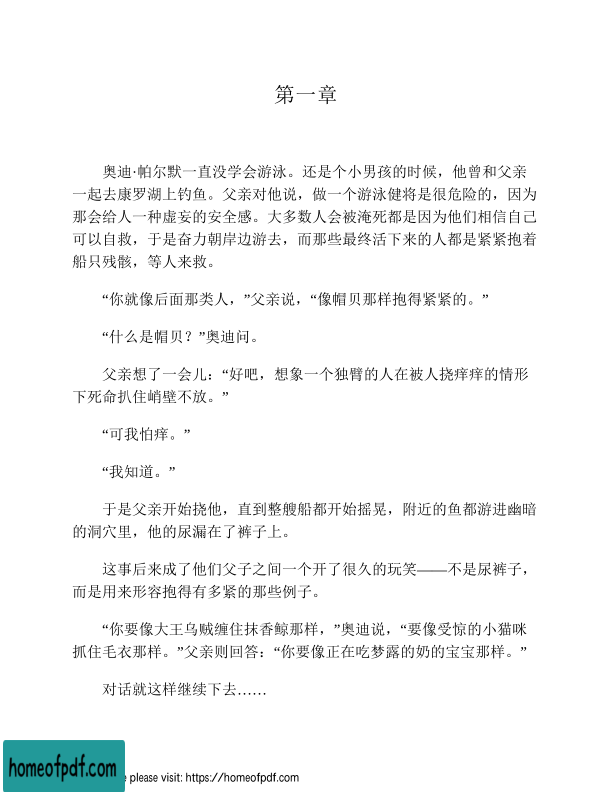 第一章
奥迪·帕尔默一直没学会游泳。还是个小男孩的时候，他曾和父亲
一起去康罗湖上钓鱼。父亲对他说，做一个游泳健将是很危险的，因为
那会给人一种虚妄的安全感。大多数人会被淹死都是因为他们相信自己
可以自救，于是奋力朝岸边游去，而那些最终活下来的人都是紧紧抱着
船只残骸，等人来救。
“你就像后面那类人，”父亲说，“像帽贝那样抱得紧紧的。”
“什么是帽贝？”奥迪问。
父亲想了一会儿：“好吧，想象一个独臂的人在被人挠痒痒的情形
下死命扒住峭壁不放。”
“可我怕痒。”
“我知道。”
于是父亲开始挠他，直到整艘船都开始摇晃，附近的鱼都游进幽暗
的洞穴里，他的尿漏在了裤子上。
这事后来成了他们父子之间一个开了很久的玩笑——不是尿裤子，
而是用来形容抱得有多紧的那些例子。
“你要像大王乌贼缠住抹香鲸那样，”奥迪说，“要像受惊的小猫咪
抓住毛衣那样。”父亲则回答：“你要像正在吃梦露的奶的宝宝那样。”
对话就这样继续下去……
homeofpdf.com
e please visit: https://homeofpdf.com